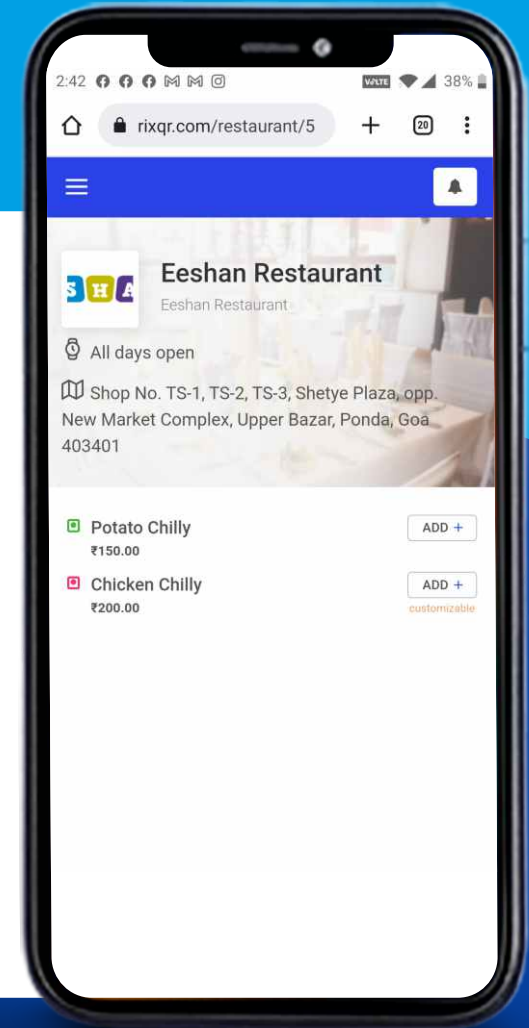 2:42 VoLTE 38%
rixqr.com/restaurant/5 20
SHA
Eeshan Restaurant
Eeshan Restaurant
All days open
Shop No. TS-1, TS-2, TS-3, Shetye Plaza, opp.
New Market Complex, Upper Bazar, Ponda, Goa
403401
Potato Chilly ADD +
₹150.00
Chicken Chilly ADD +
₹200.00 customizable